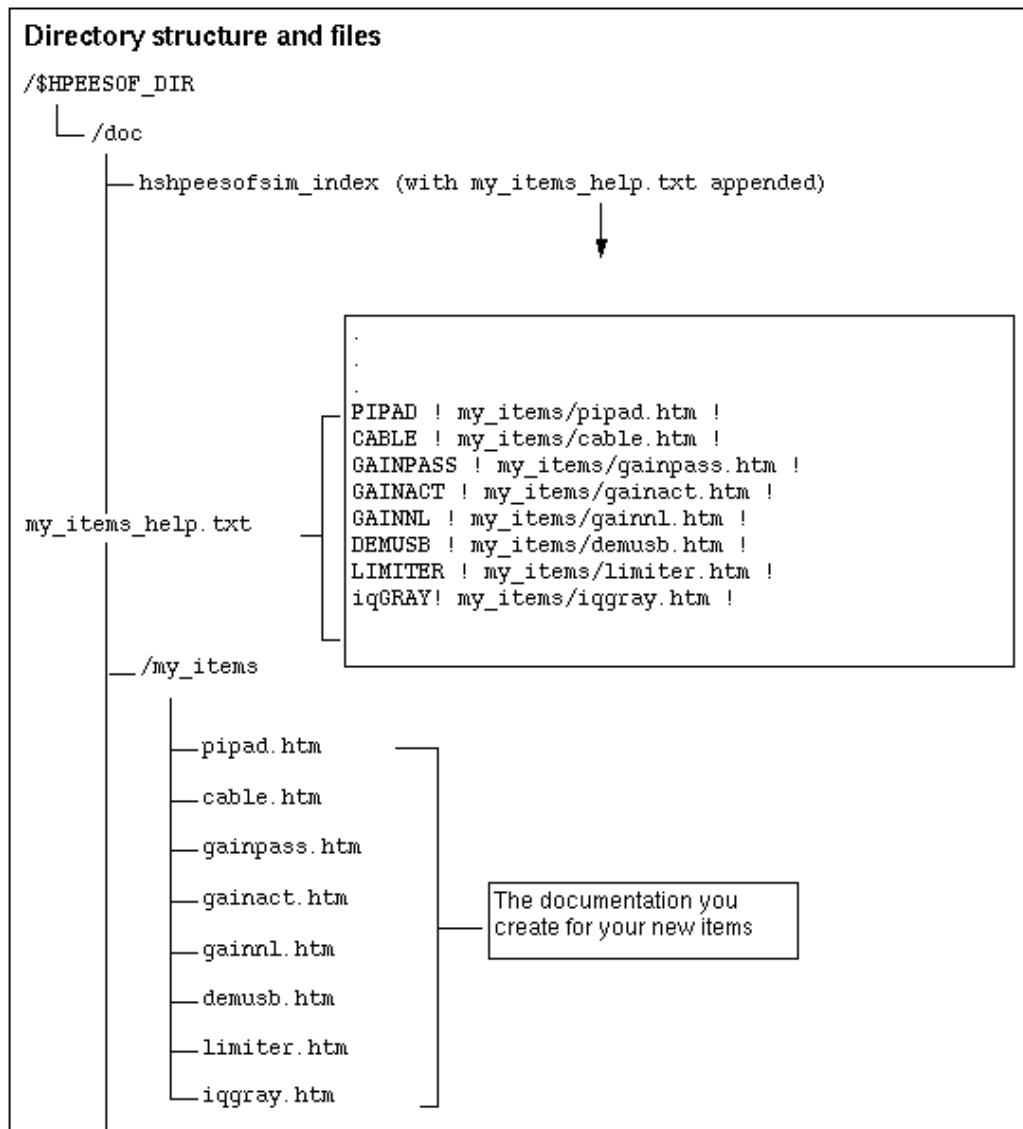 Directory structure and files
/$HPEESOF_DIR
/doc
hshpeesofsim_index (with my_items_help.txt appended)
.
.
.
PIPAD ! my_items/pipad.htm !
CABLE ! my_items/cable.htm !
GAINPASS ! my_items/gainpass.htm !
GAINACT ! my_items/gainact.htm !
GAINNL ! my_items/gainnl.htm !
DEMUSB ! my_items/demusb.htm !
LIMITER ! my_items/limiter.htm !
iqGRAY! my_items/iqgray.htm !
my_items_help.txt
/my_items
pipad.htm
cable.htm
gainpass.htm
gainact.htm
gainnl.htm
demusb.htm
limiter.htm
iqgray.htm
The documentation you
create for your new items